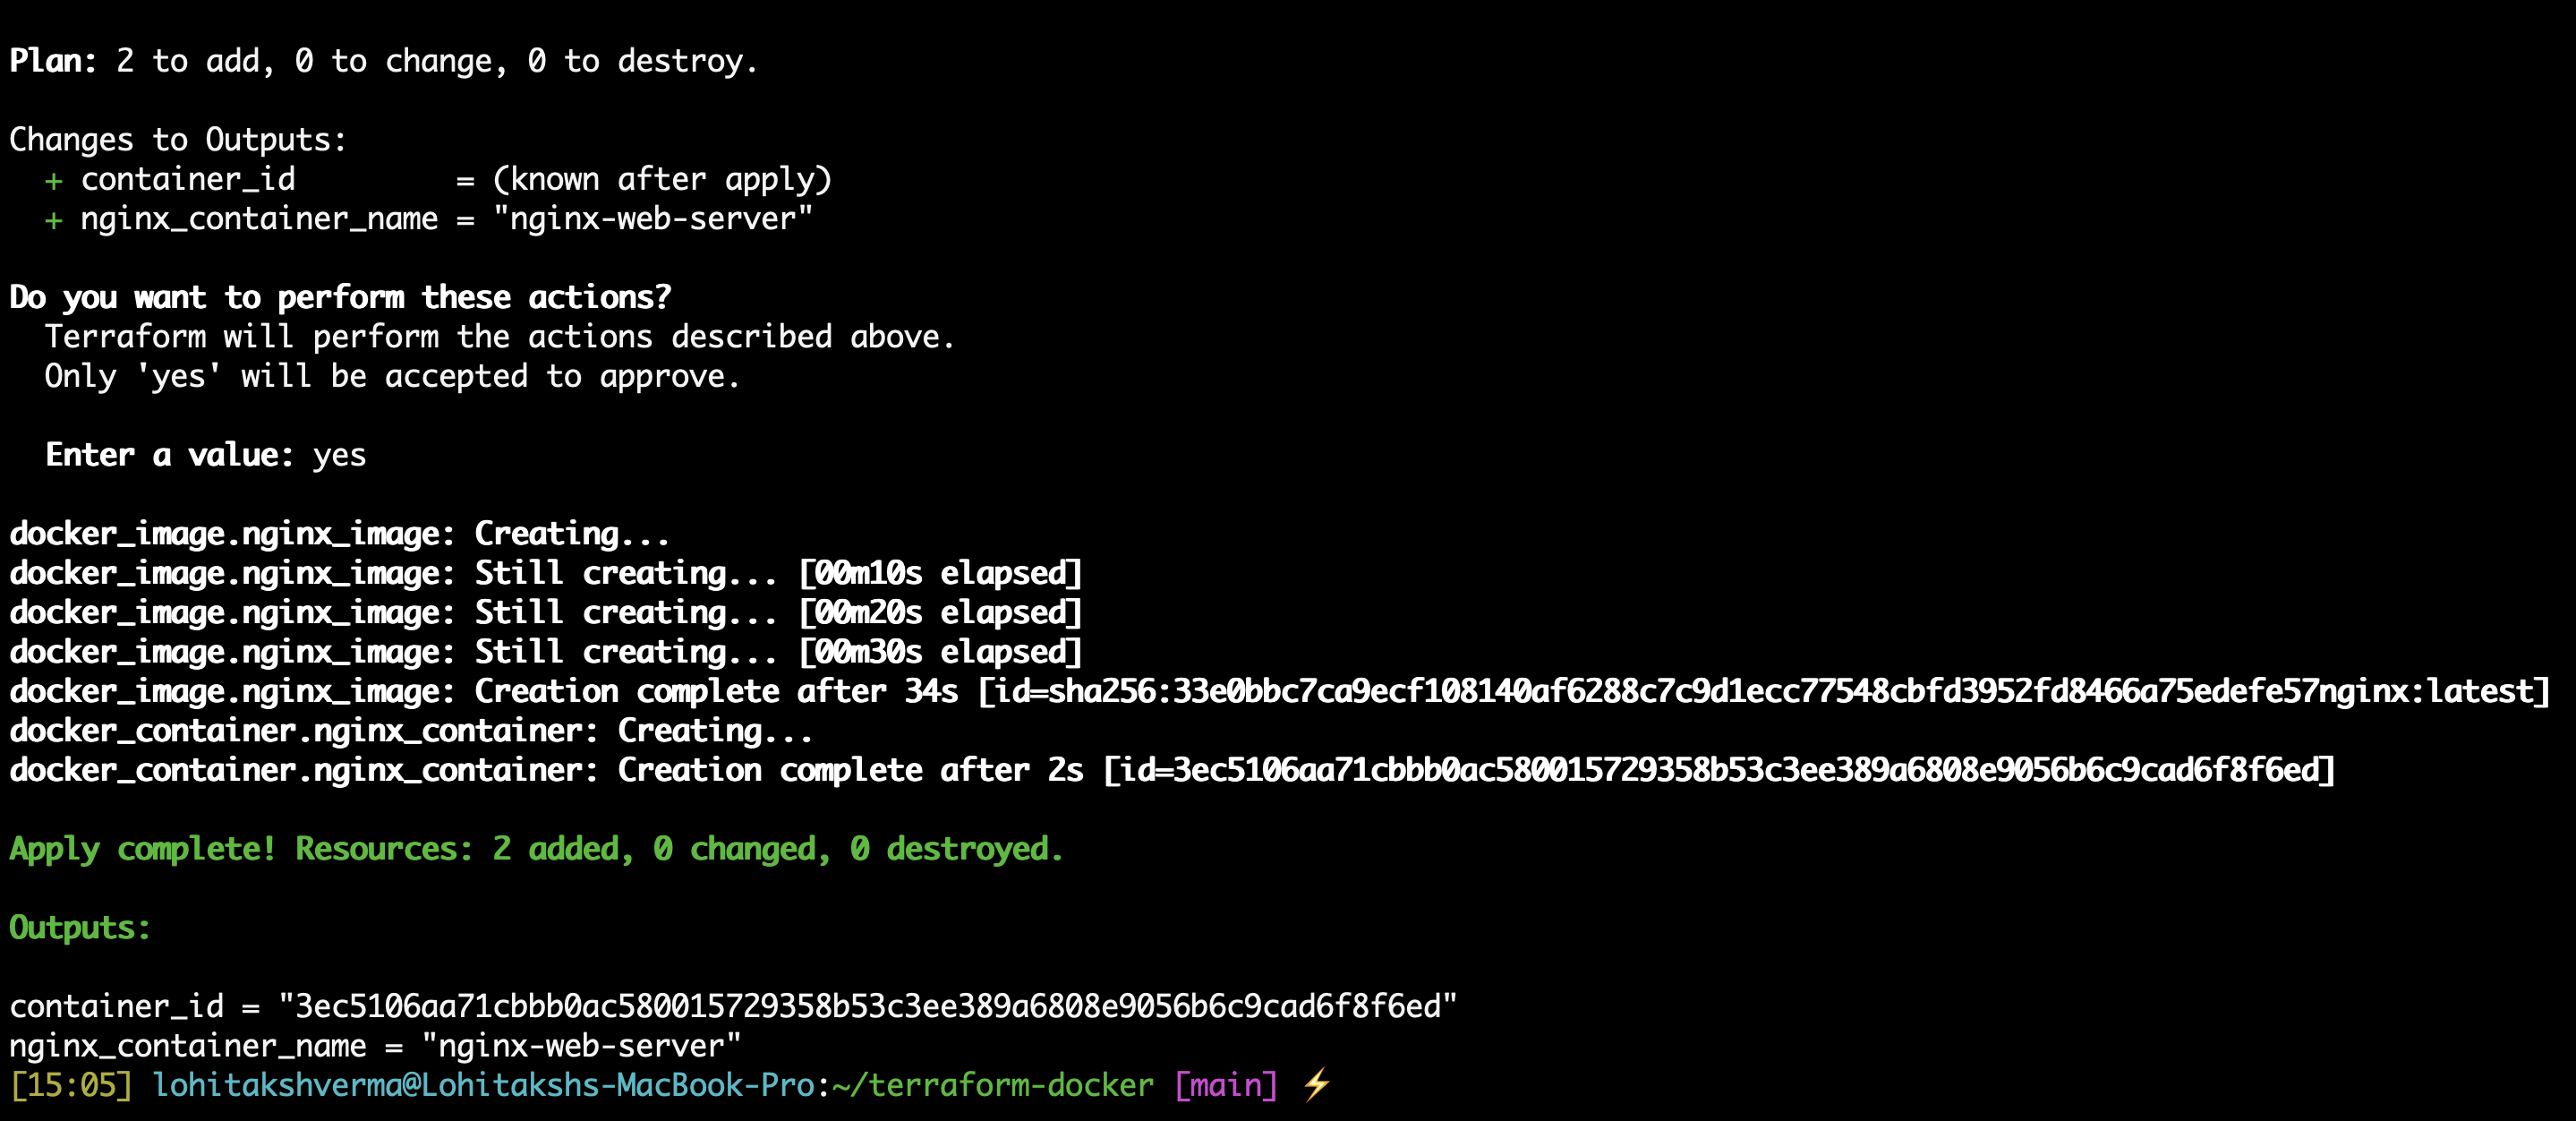 Plan: 2 to add, 0 to change, 0 to destroy.
Changes to Outputs:
  + container_id         = (known after apply)
  + nginx_container_name = "nginx-web-server"
Do you want to perform these actions?
  Terraform will perform the actions described above.
  Only 'yes' will be accepted to approve.
  Enter a value: yes
docker_image.nginx_image: Creating...
docker_image.nginx_image: Still creating... [00m10s elapsed]
docker_image.nginx_image: Still creating... [00m20s elapsed]
docker_image.nginx_image: Still creating... [00m30s elapsed]
docker_image.nginx_image: Creation complete after 34s [id=sha256:33e0bbc7ca9ecf108140af6288c7c9d1ecc77548cbfd3952fd8466a75edefe57nginx:latest]
docker_container.nginx_container: Creating...
docker_container.nginx_container: Creation complete after 2s [id=3ec5106aa71cbbb0ac580015729358b53c3ee389a6808e9056b6c9cad6f8f6ed]
Apply complete! Resources: 2 added, 0 changed, 0 destroyed.
Outputs:
container_id = "3ec5106aa71cbbb0ac580015729358b53c3ee389a6808e9056b6c9cad6f8f6ed"
nginx_container_name = "nginx-web-server"
[15:05] lohitakshverma@Lohitakshs-MacBook-Pro:~/terraform-docker [main] ⚡